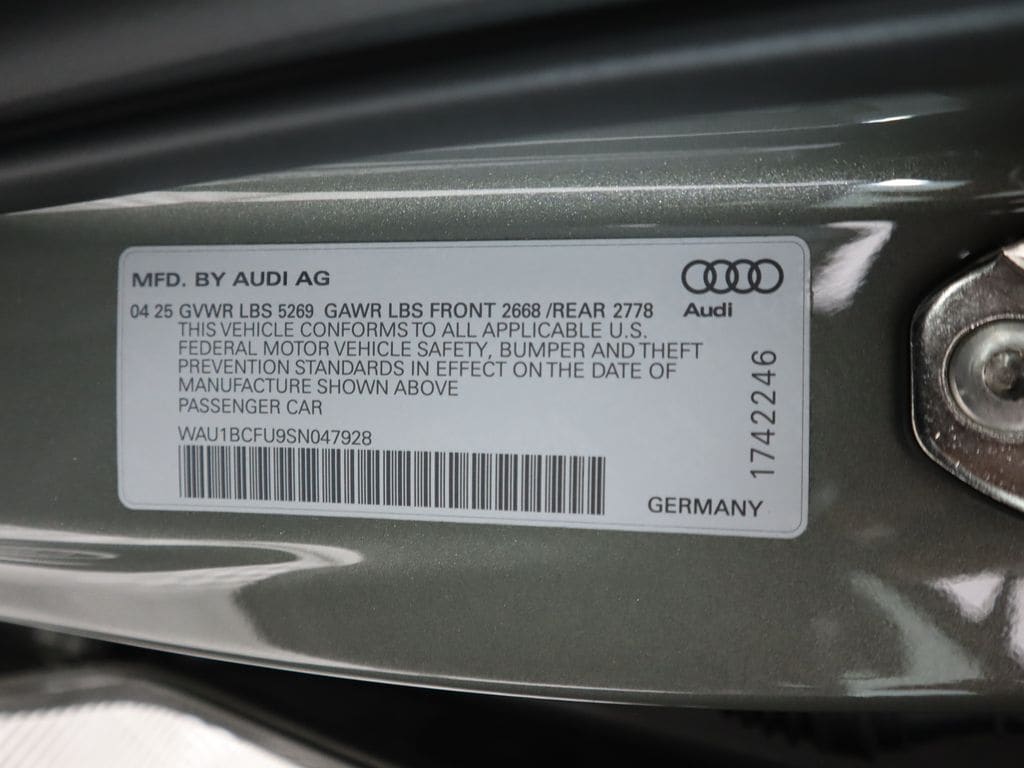 MFD. BY AUDI AG
Audi
04 25 GVWR LBS 5269 GAWR LBS FRONT 2668 /REAR 2778
THIS VEHICLE CONFORMS TO ALL APPLICABLE U.S.
FEDERAL MOTOR VEHICLE SAFETY, BUMPER AND THEFT
PREVENTION STANDARDS IN EFFECT ON THE DATE OF
MANUFACTURE SHOWN ABOVE
PASSENGER CAR
WAU1BCFU9SN047928
GERMANY
1742246